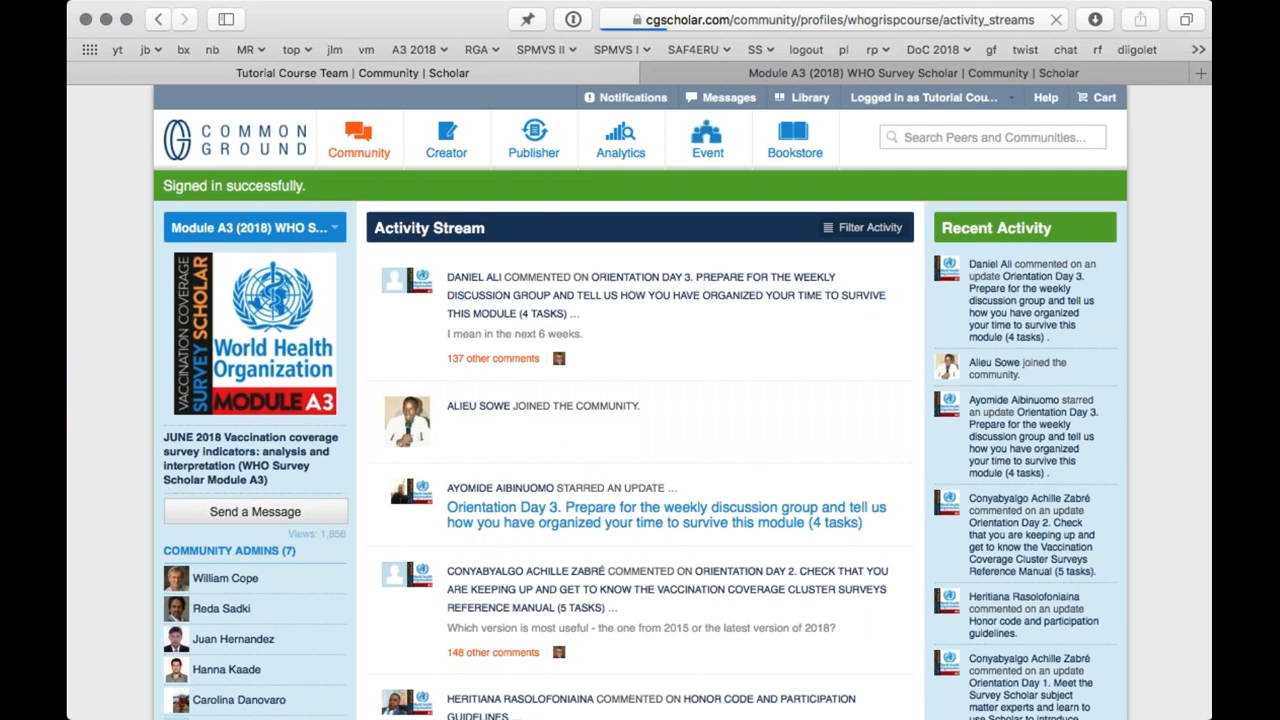 cgscholar.com/community/profiles/whogrispcourse/activity_streams
yt jb bx nb MR top jlm vm A3 2018 RGA SPMVS II SPMVS I SAF4ERU SS logout pl rp DoC 2018 gf twist chat rf diigolet >>
Tutorial Course Team | Community | Scholar
Module A3 (2018) WHO Survey Scholar | Community | Scholar
Notifications Messages Library Logged in as Tutorial Cou... Help Cart
COMMON
GROUND
Community
Creator
Publisher
Analytics
Event
Bookstore
Search Peers and Communities...
Signed in successfully.
Module A3 (2018) WHO S...
VACCINATION COVERAGE
SURVEY SCHOLAR
World Health
Organization
MODULE A3
JUNE 2018 Vaccination coverage
survey indicators: analysis and
interpretation (WHO Survey
Scholar Module A3)
Send a Message
Views: 1,856
COMMUNITY ADMINS (7)
William Cope
Reda Sadki
Juan Hernandez
Hanna Kaade
Carolina Danovaro
Activity Stream
Filter Activity
DANIEL ALI COMMENTED ON ORIENTATION DAY 3. PREPARE FOR THE WEEKLY
DISCUSSION GROUP AND TELL US HOW YOU HAVE ORGANIZED YOUR TIME TO SURVIVE
THIS MODULE (4 TASKS) ...
I mean in the next 6 weeks.
137 other comments
ALIEU SOWE JOINED THE COMMUNITY.
AYOMIDE AIBINUOMO STARRED AN UPDATE ...
Orientation Day 3. Prepare for the weekly discussion group and tell us
how you have organized your time to survive this module (4 tasks)
CONYABYALGO ACHILLE ZABRÉ COMMENTED ON ORIENTATION DAY 2. CHECK THAT YOU
ARE KEEPING UP AND GET TO KNOW THE VACCINATION COVERAGE CLUSTER SURVEYS
REFERENCE MANUAL (5 TASKS) ...
Which version is most useful - the one from 2015 or the latest version of 2018?
148 other comments
HERITIANA RASOLOFONIAINA COMMENTED ON HONOR CODE AND PARTICIPATION
GUIDELINES ...
Recent Activity
Daniel Ali commented on an
update Orientation Day 3.
Prepare for the weekly
discussion group and tell us
how you have organized
your time to survive this
module (4 tasks) .
Alieu Sowe joined the
community.
Ayomide Aibinuomo starred
an update Orientation Day 3.
Prepare for the weekly
discussion group and tell us
how you have organized
your time to survive this
module (4 tasks) .
Conyabyalgo Achille Zabré
commented on an update
Orientation Day 2. Check
that you are keeping up and
get to know the Vaccination
Coverage Cluster Surveys
Reference Manual (5 tasks).
Heritiana Rasolofoniaina
commented on an update
Honor code and participation
guidelines.
Conyabyalgo Achille Zabré
commented on an update
Orientation Day 1. Meet the
Survey Scholar subject
matter experts and learn to
use Scholar to introduce